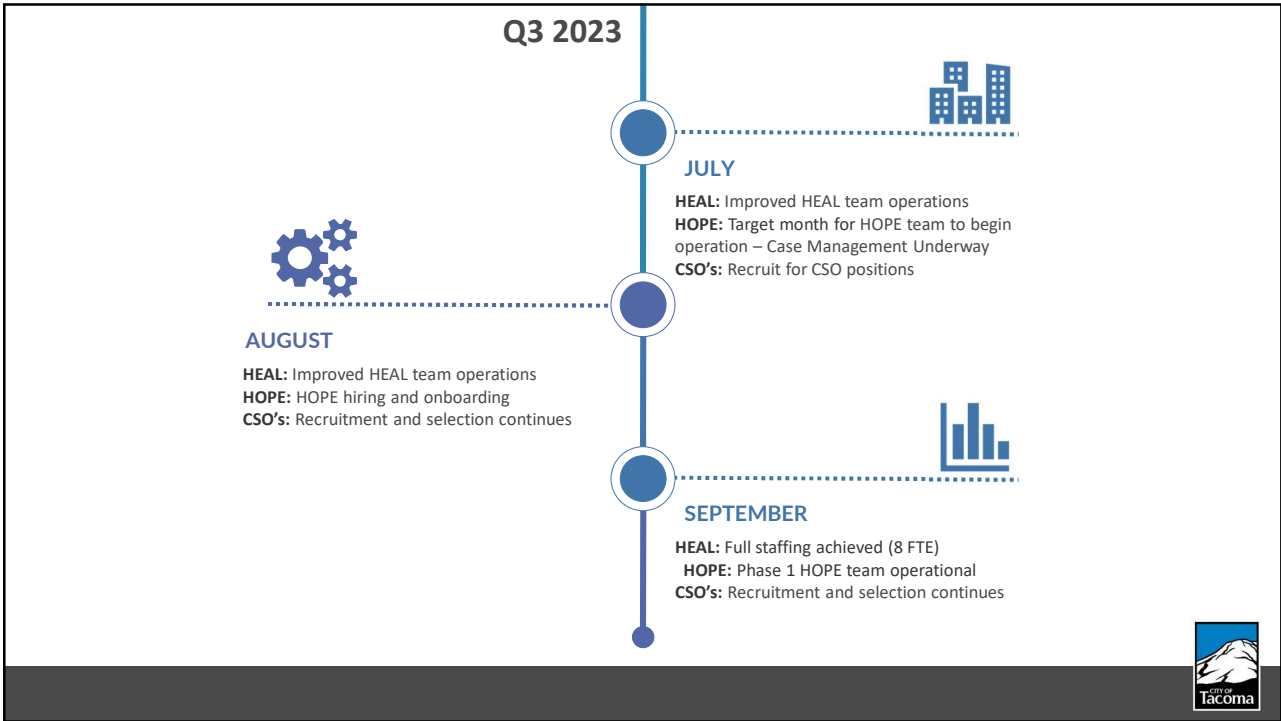 Q3 2023
JULY
HEAL: Improved HEAL team operations
HOPE: Target month for HOPE team to begin
operation – Case Management Underway
CSO's: Recruit for CSO positions
AUGUST
HEAL: Improved HEAL team operations
HOPE: HOPE hiring and onboarding
CSO's: Recruitment and selection continues
SEPTEMBER
HEAL: Full staffing achieved (8 FTE)
HOPE: Phase 1 HOPE team operational
CSO's: Recruitment and selection continues
CITY OF
Tacoma